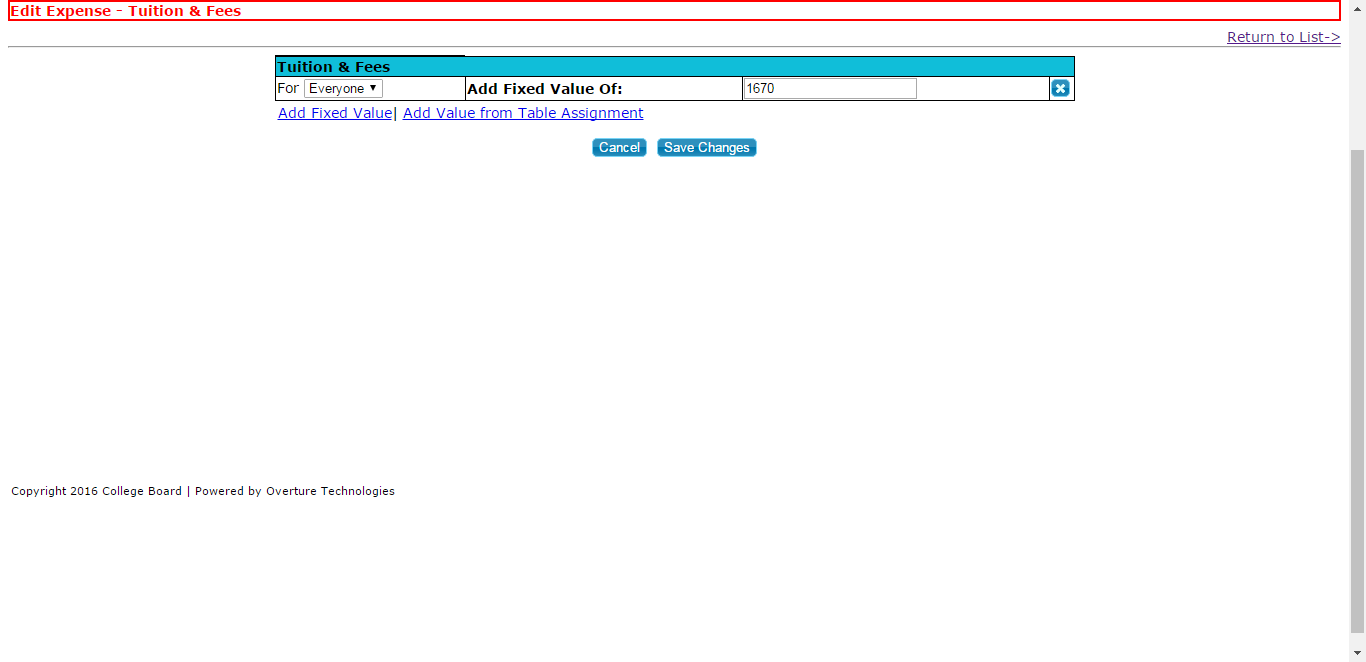 Edit Expense - Tuition & Fees
Return to List->
Tuition & Fees
For Everyone Add Fixed Value Of: 1670
Add Fixed Value| Add Value from Table Assignment
Cancel Save Changes
Copyright 2016 College Board | Powered by Overture Technologies